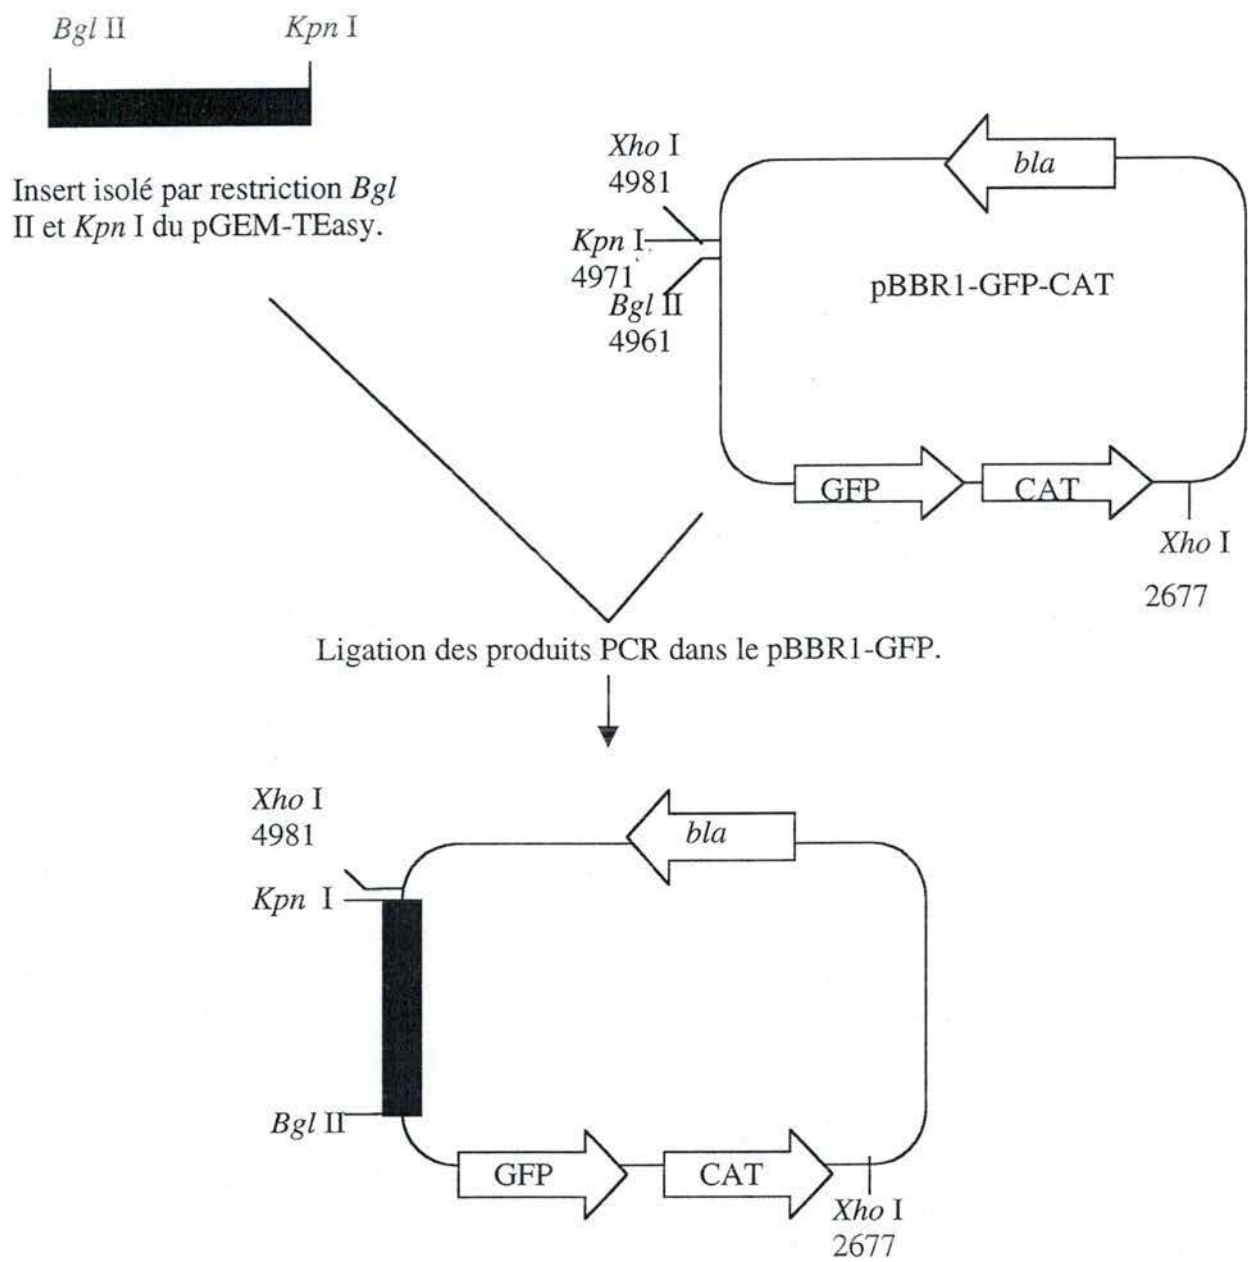 Bgl II
Kpn I
Insert isolé par restriction Bgl
II et Kpn I du pGEM-TEasy.
Xho I
4981
Kpn I
4971
Bgl II
4961
bla
pBBR1-GFP-CAT
GFP
CAT
Xho I
2677
Ligation des produits PCR dans le pBBR1-GFP.
Xho I
4981
Kpn I
Bgl II
bla
GFP
CAT
Xho I
2677